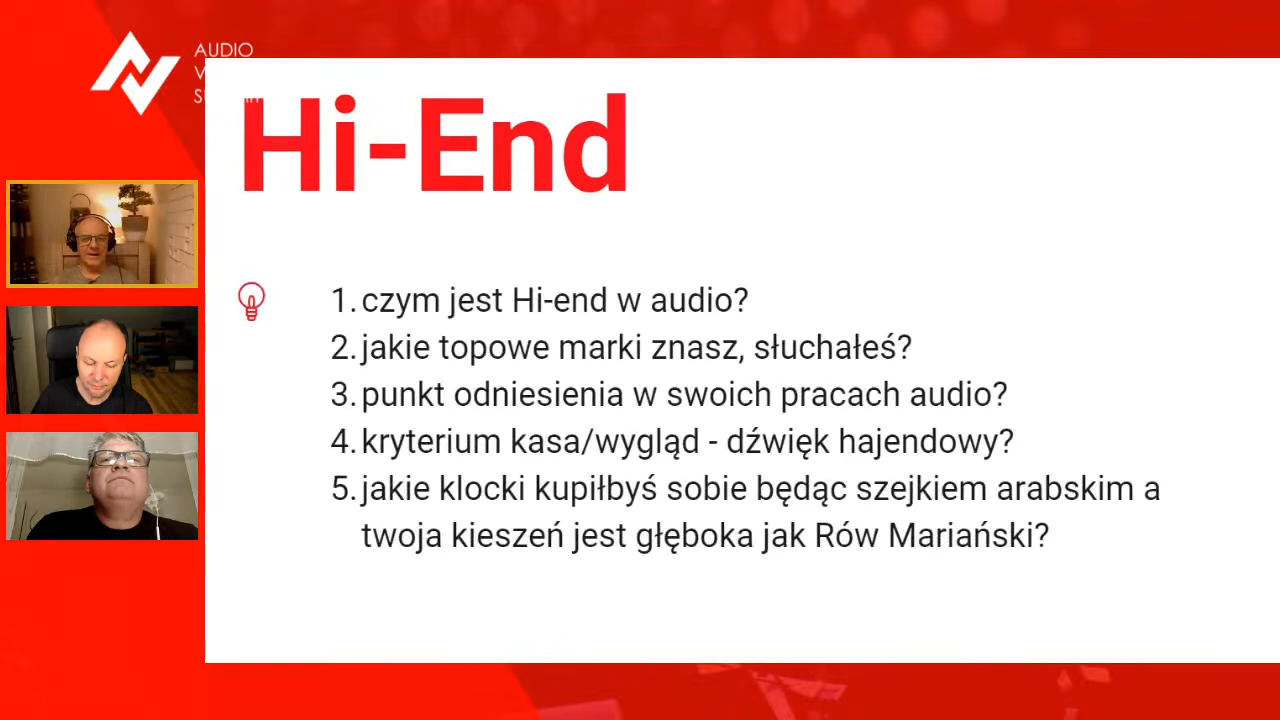 AUDIO
Hi-End
1. czym jest Hi-end w audio?
2. jakie topowe marki znasz, słuchałeś?
3. punkt odniesienia w swoich pracach audio?
4. kryterium kasa/wygląd - dźwięk hajendowy?
5. jakie klocki kupiłbyś sobie będąc szejkiem arabskim a
twoja kieszeń jest głęboka jak Rów Mariański?